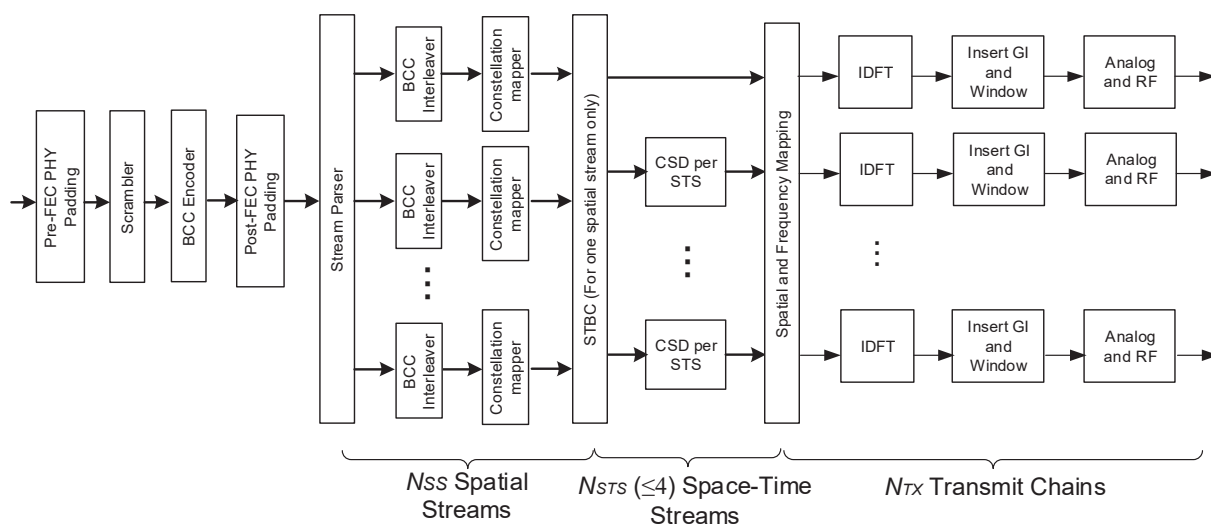 Pre-FEC PHY
Padding
Scrambler
BCC Encoder
Post-FEC PHY
Padding
Stream Parser
BCC
Interleaver
Constellation
mapper
BCC
Interleaver
Constellation
mapper
BCC
Interleaver
Constellation
mapper
STBC (For one spatial stream only)
CSD per
STS
CSD per
STS
Spatial and Frequency Mapping
IDFT
Insert GI
and
Window
Analog
and RF
IDFT
Insert GI
and
Window
Analog
and RF
IDFT
Insert GI
and
Window
Analog
and RF
NSS Spatial
Streams
NSTS (≤4) Space-Time
Streams
NTX Transmit Chains